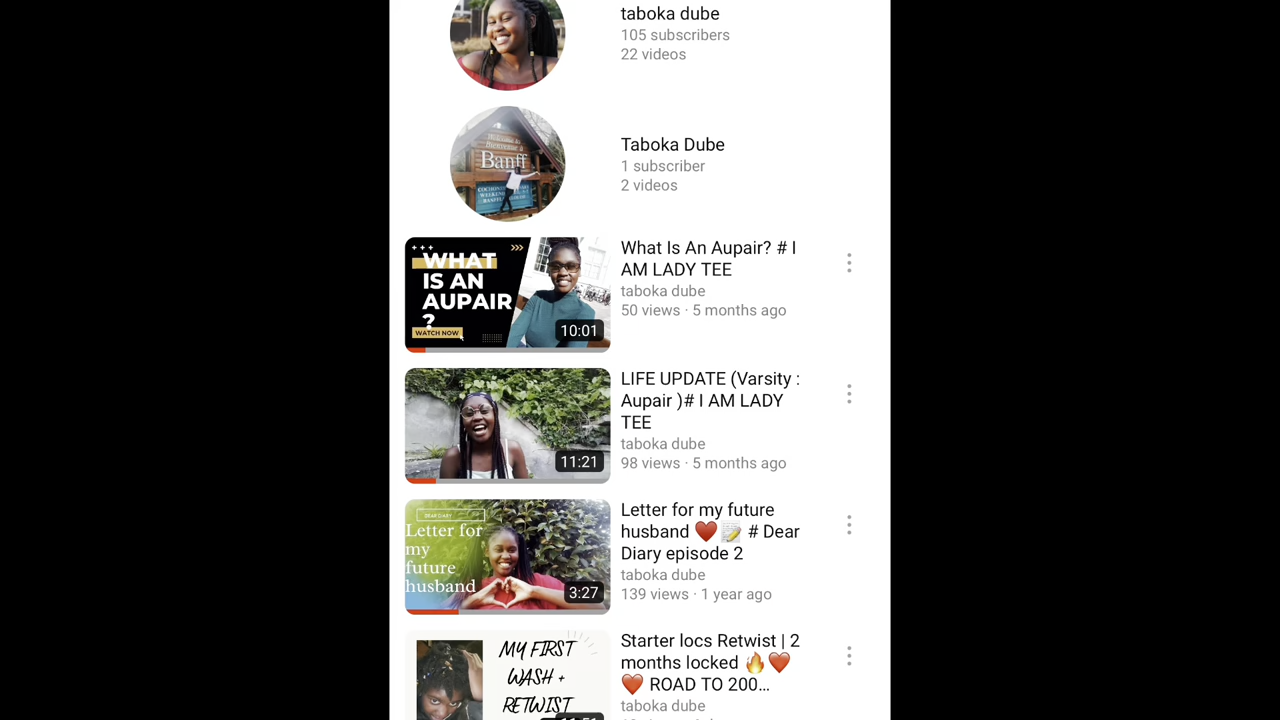 taboka dube
105 subscribers
22 videos
Banff
Taboka Dube
1 subscriber
2 videos
WHAT
IS AN
AUPAIR
?
WATCH NOW
10:01
What Is An Aupair? # I
AM LADY TEE
taboka dube
50 views · 5 months ago
11:21
LIFE UPDATE (Varsity :
Aupair )# I AM LADY
TEE
taboka dube
98 views · 5 months ago
DEAR DIARY
Letter for
my
future
husband
3:27
Letter for my future
husband ❤️📝 # Dear
Diary episode 2
taboka dube
139 views · 1 year ago
MY FIRST
WASH +
RETWIST
Starter locs Retwist | 2
months locked 🔥❤️
❤️ ROAD TO 200...
taboka dube